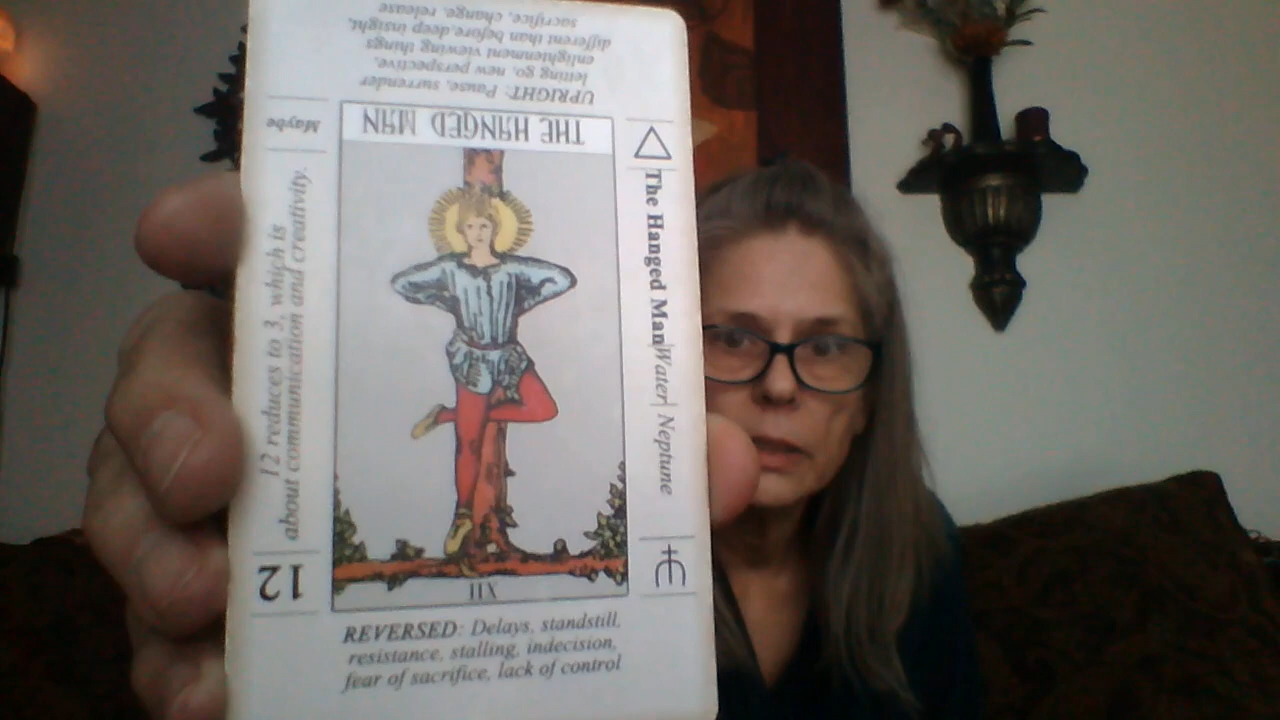 UPRIGHT: Pause, surrender
letting go, new perspective,
enlightenment viewing things
different than before, deep insight,
sacrifice, change, release
THE HANGED MAN
Maybe
12 reduces to 3, which is
about communication and creativity.
12
The Hanged Man Water Neptune
XII
REVERSED: Delays, standstill,
resistance, stalling, indecision,
fear of sacrifice, lack of control